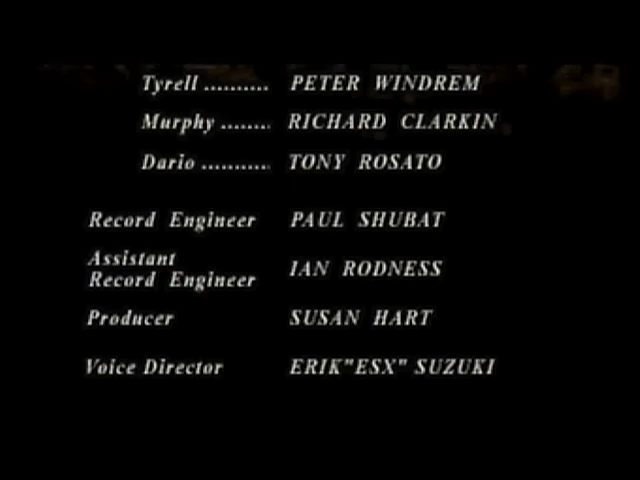 Tyrell .......... PETER WINDREM
Murphy ........ RICHARD CLARKIN
Dario ........... TONY ROSATO
Record Engineer PAUL SHUBAT
Assistant
Record Engineer IAN RODNESS
Producer SUSAN HART
Voice Director ERIK"ESX" SUZUKI